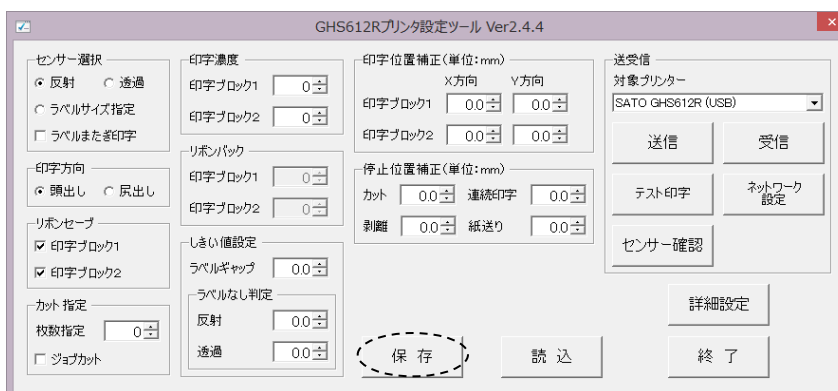 GHS612Rプリンタ設定ツール Ver2.4.4
センサー選択
反射 透過
ラベルサイズ指定
ラベルまたぎ印字
印字方向
頭出し 尻出し
リボンセーブ
印字ブロック1
印字ブロック2
カット指定
枚数指定 0
ジョブカット
印字濃度
印字ブロック1 0
印字ブロック2 0
リボンバック
印字ブロック1 0
印字ブロック2 0
しきい値設定
ラベルギャップ 0.0
ラベルなし判定
反射 0.0
透過 0.0
印字位置補正(単位:mm)
X方向 Y方向
印字ブロック1 0.0 0.0
印字ブロック2 0.0 0.0
停止位置補正(単位:mm)
カット 0.0 連続印字 0.0
剥離 0.0 紙送り 0.0
保存 読込
送受信
対象プリンター
SATO GHS612R (USB)
送信 受信
テスト印字 ネットワーク
設定
センサー確認
詳細設定
終了